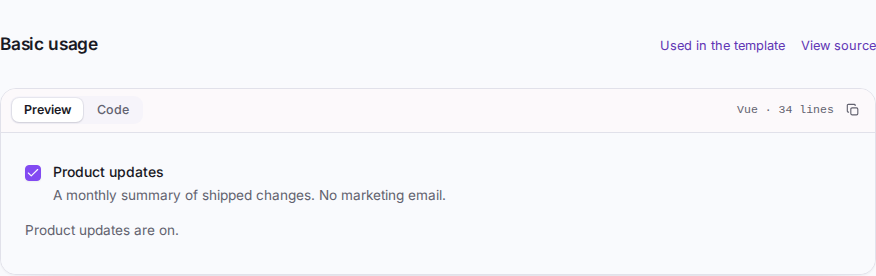 Basic usage
Used in the template View source
Preview Code
Vue · 34 lines
Product updates
A monthly summary of shipped changes. No marketing email.
Product updates are on.